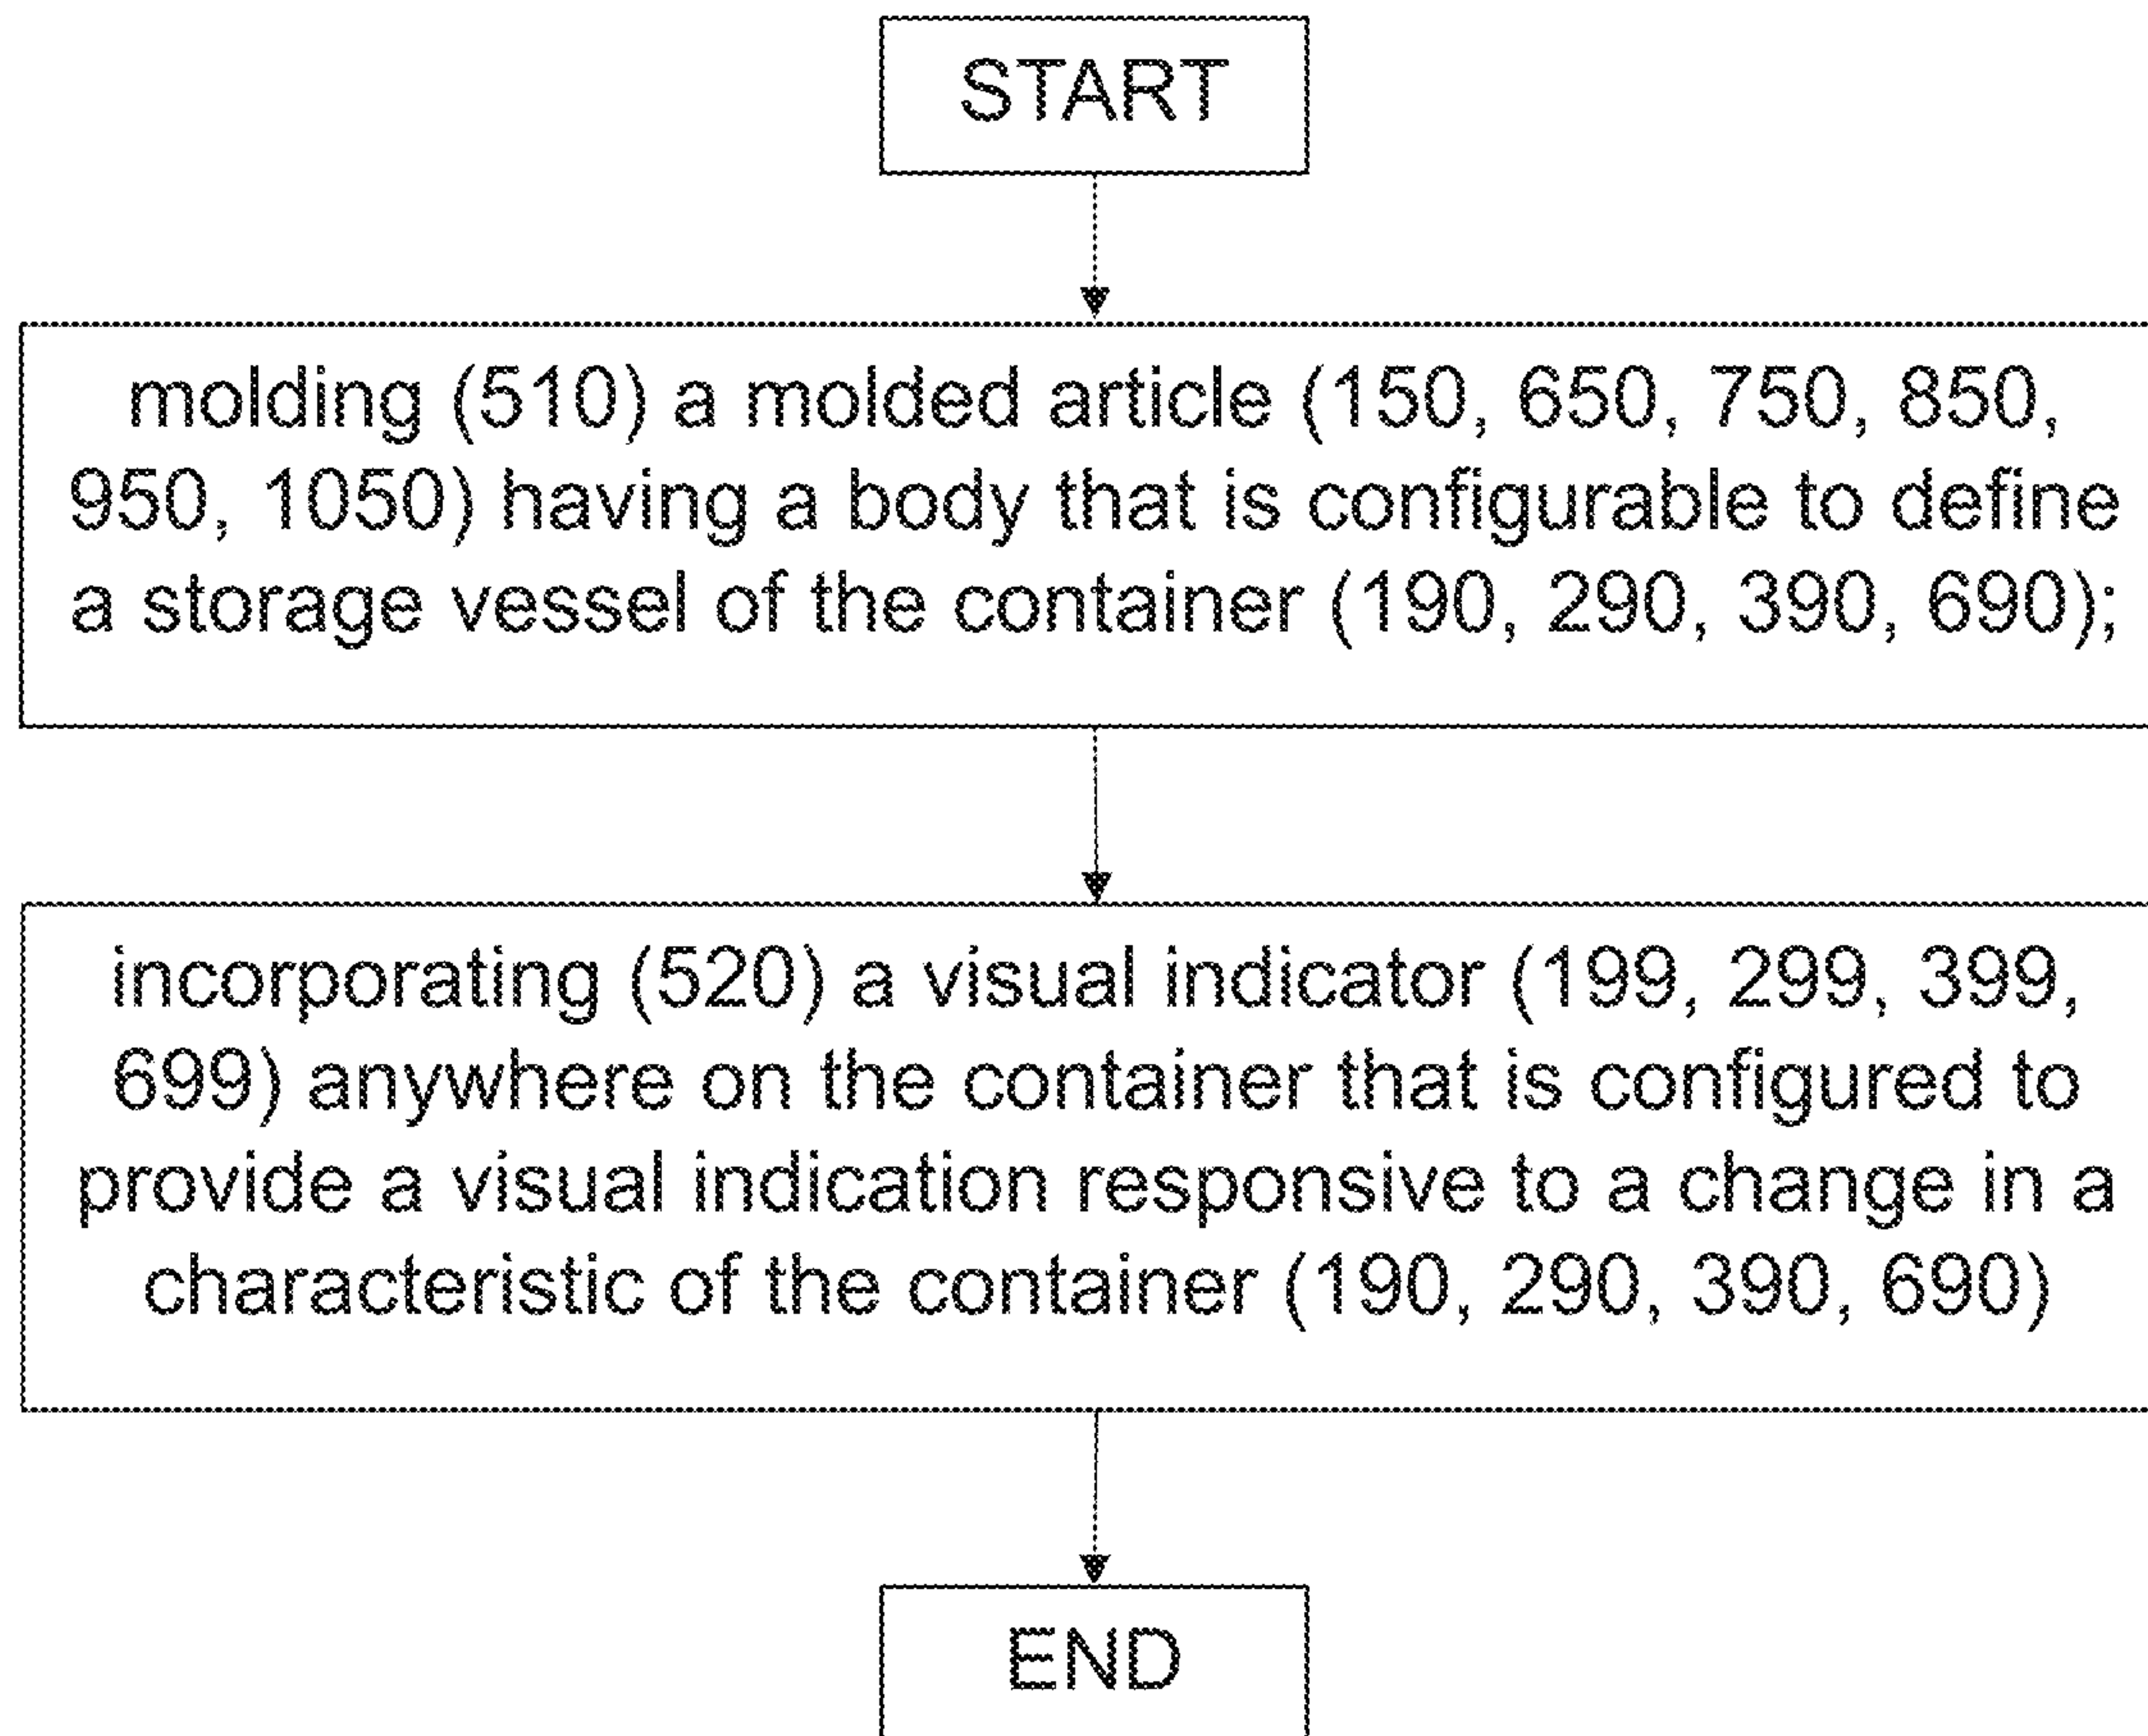 START
molding (510) a molded article (150, 650, 750, 850,
950, 1050) having a body that is configurable to define
a storage vessel of the container (190, 290, 390, 690);
incorporating (520) a visual indicator (199, 299, 399,
699) anywhere on the container that is configured to
provide a visual indication responsive to a change in a
characteristic of the container (190, 290, 390, 690)
END